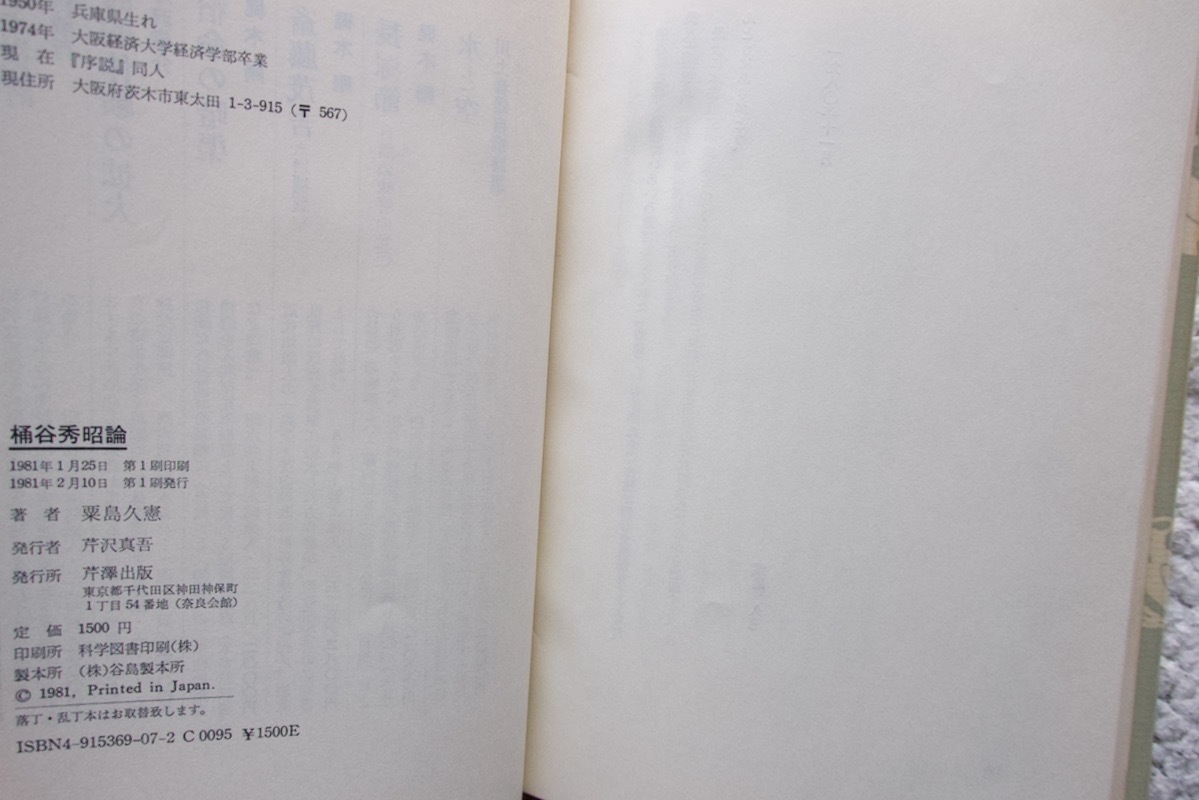 1950年 兵庫県生れ
1974年 大阪経済大学経済学部卒業
現 在 『序説』同人
現住所 大阪府茨木市東太田 1-3-915 (〒 567)
桶谷秀昭論
1981年 1 月25日 第 1 刷印刷
1981年 2 月10日 第 1 刷発行
著 者 粟島久憲
発行者 芹沢真吾
発行所 芹澤出版
東京都千代田区神田神保町
1丁目 54 番地 (奈良会館)
定 価 1500 円
印刷所 科学図書印刷(株)
製本所 (株)谷島製本所
© 1981, Printed in Japan.
落丁・乱丁本はお取替致します。
ISBN4-915369-07-2 C 0095 ¥1500E